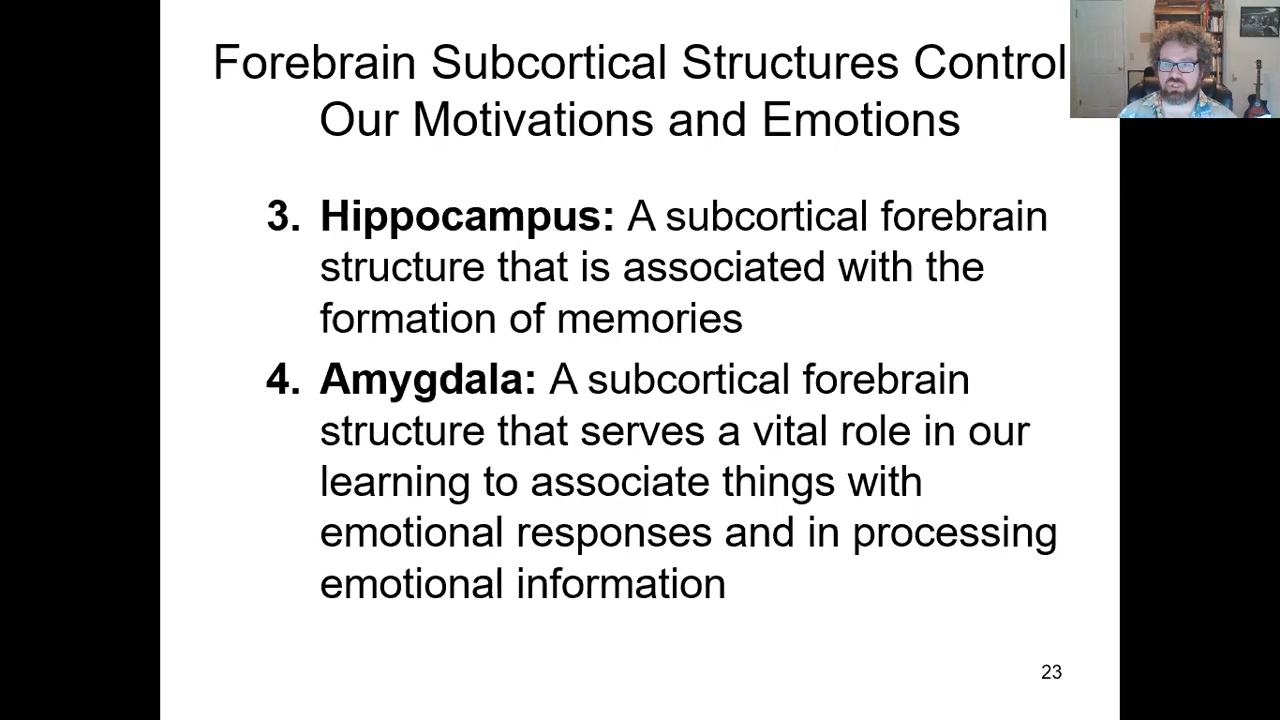 Forebrain Subcortical Structures Control
Our Motivations and Emotions
3. Hippocampus: A subcortical forebrain
structure that is associated with the
formation of memories
4. Amygdala: A subcortical forebrain
structure that serves a vital role in our
learning to associate things with
emotional responses and in processing
emotional information
23